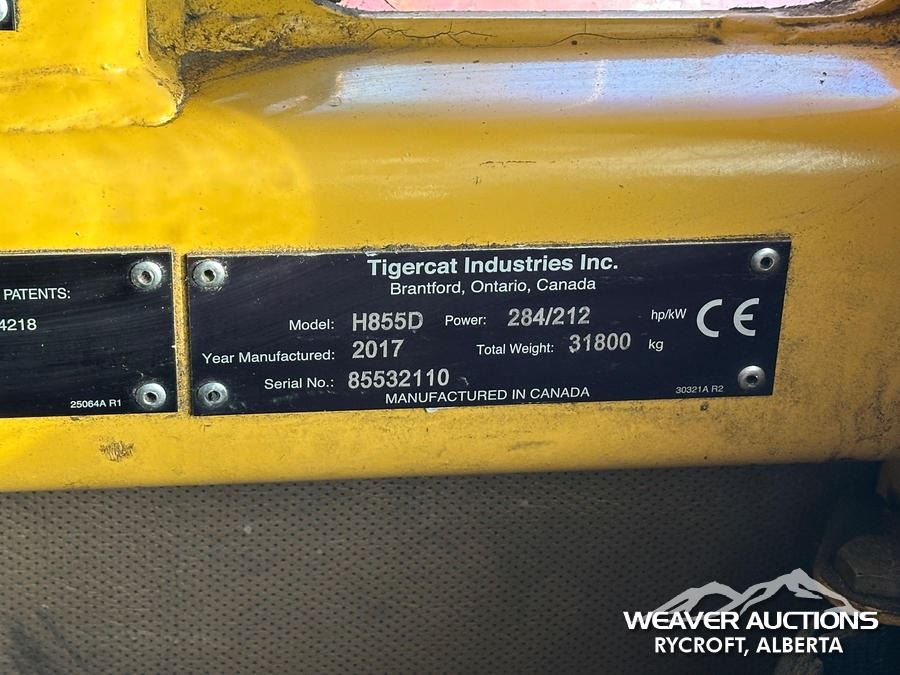 PATENTS:
4218
25064A R1
Tigercat Industries Inc.
Brantford, Ontario, Canada
Model: H855D Power: 284/212 hp/kW CE
Year Manufactured: 2017 Total Weight: 31800 kg
Serial No.: 85532110
MANUFACTURED IN CANADA 30321A R2
WEAVER AUCTIONS
RYCROFT, ALBERTA